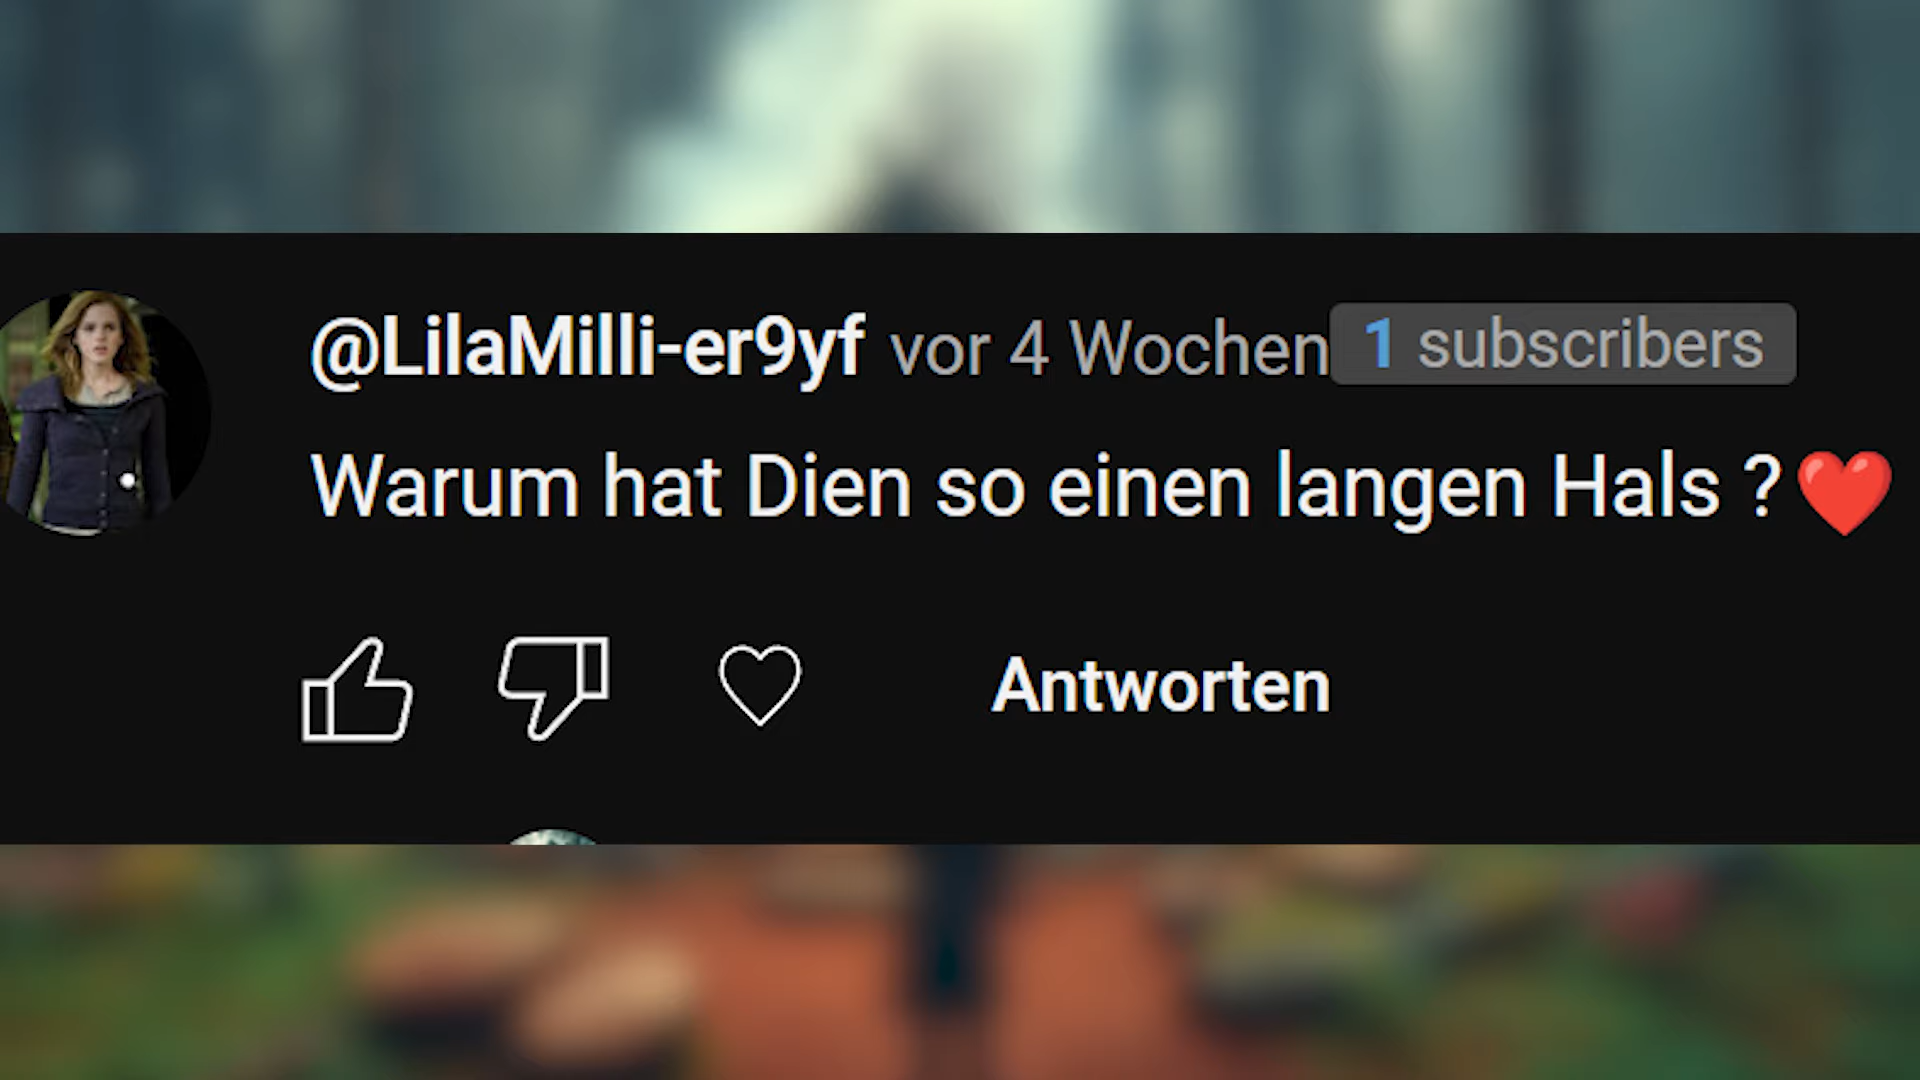 @LilaMilli-er9yf vor 4 Wochen 1 subscribers
Warum hat Dien so einen langen Hals ?❤️
Antworten